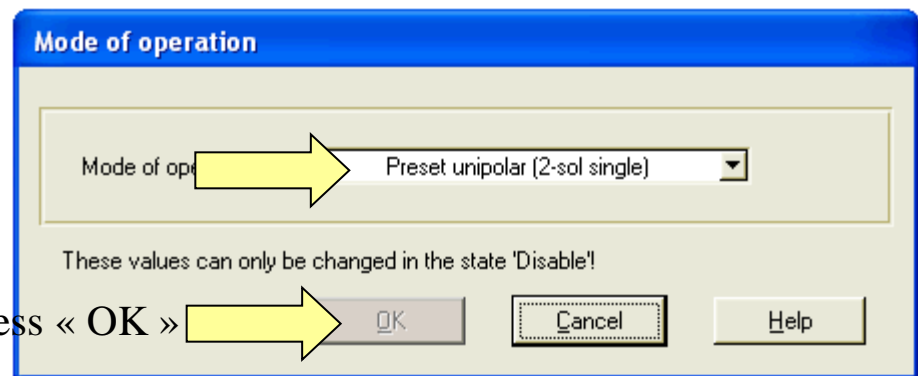 Mode of operation
Mode of ope Preset unipolar (2-sol single)
These values can only be changed in the state 'Disable'!
ess « OK » OK Cancel Help